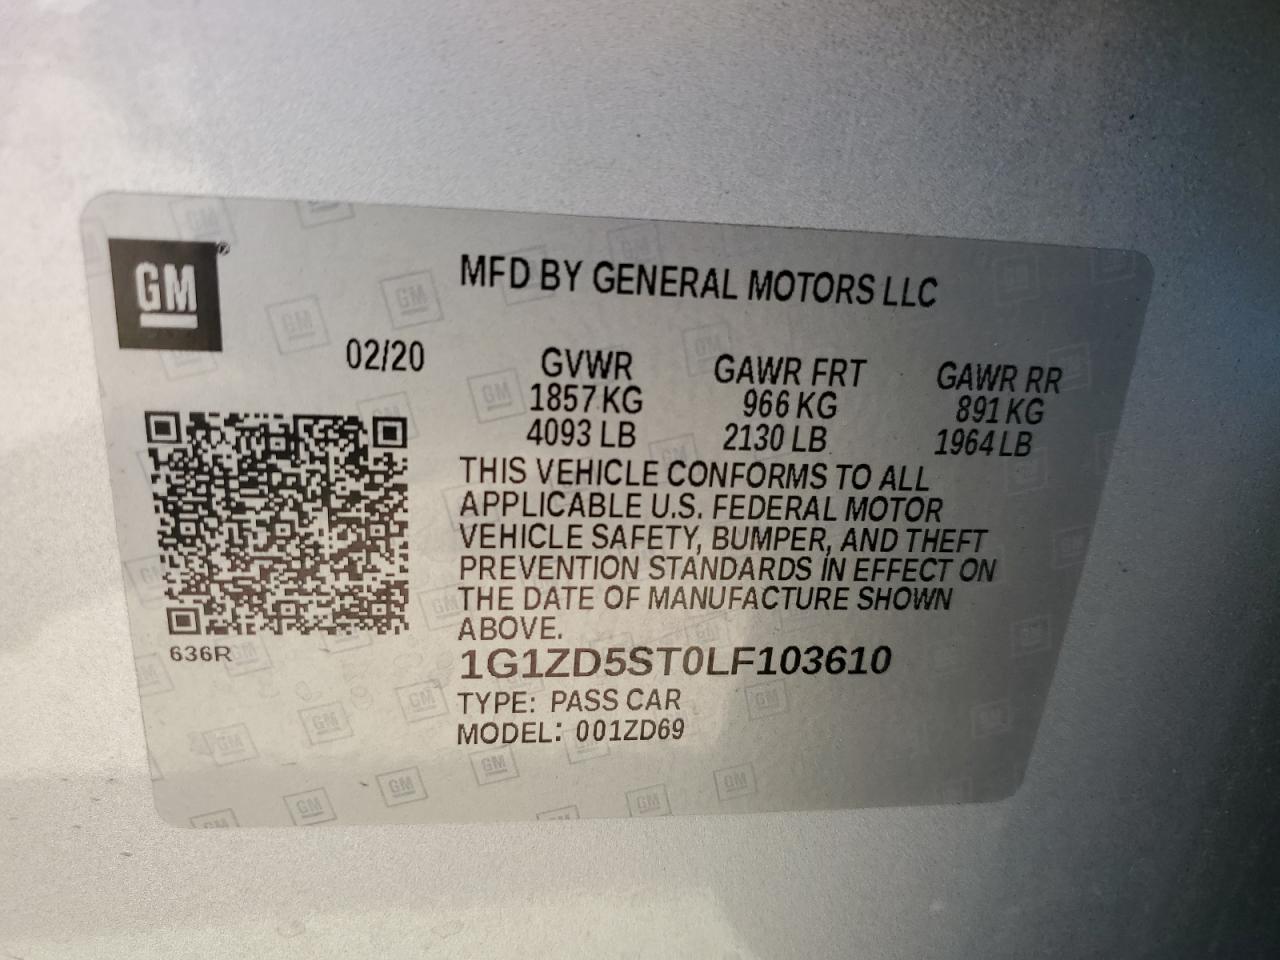 GM®
MFD BY GENERAL MOTORS LLC
02/20 GVWR GAWR FRT GAWR RR
1857 KG 966 KG 891 KG
4093 LB 2130 LB 1964 LB
THIS VEHICLE CONFORMS TO ALL
APPLICABLE U.S. FEDERAL MOTOR
VEHICLE SAFETY, BUMPER, AND THEFT
PREVENTION STANDARDS IN EFFECT ON
THE DATE OF MANUFACTURE SHOWN
ABOVE.
636R
1G1ZD5ST0LF103610
TYPE: PASS CAR
MODEL: 001ZD69